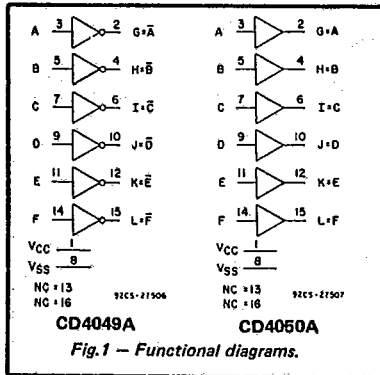 A 3 2 G=A̅
B 5 4 H=B̅
C 7 6 I=C̅
D 9 10 J=D̅
E 11 12 K=E̅
F 14 15 L=F̅
VCC 1
VSS 8
NC =13
NC =16
92CS-27506
CD4049A
A 3 2 G=A
B 5 4 H=B
C 7 6 I=C
D 9 10 J=D
E 11 12 K=E
F 14 15 L=F
VCC 1
VSS 8
NC =13
NC =16
92CS-27507
CD4050A
Fig.1 — Functional diagrams.